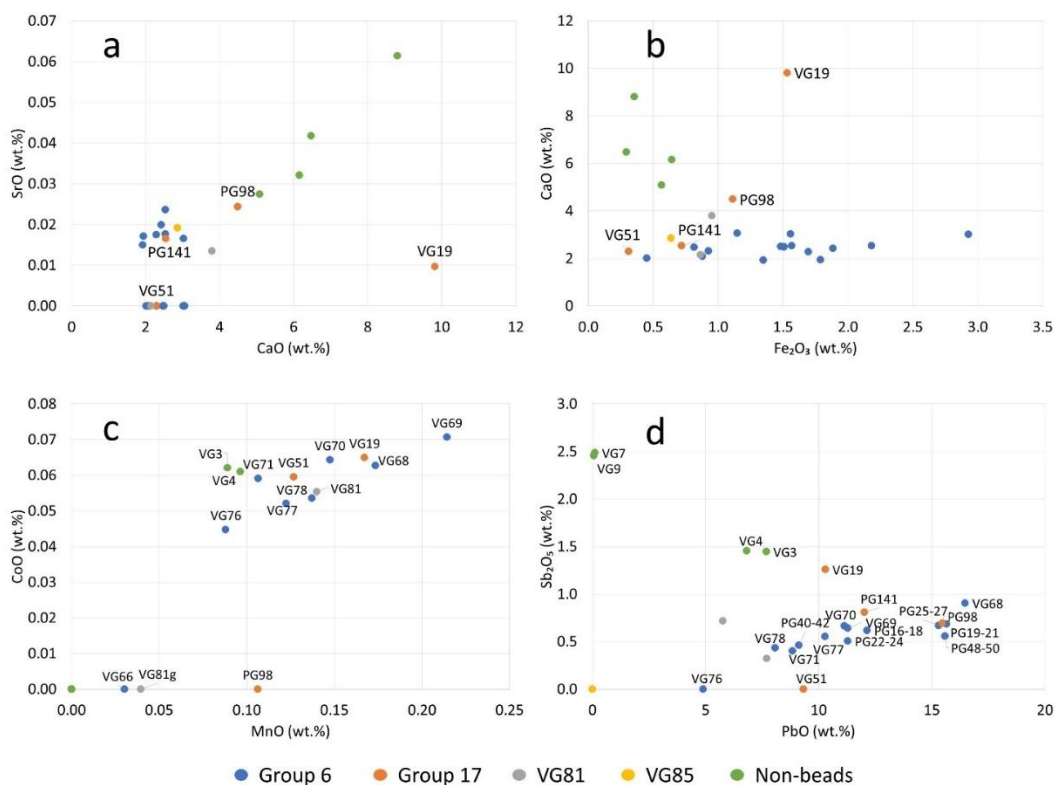 a
0.07
0.06
0.05
0.04
0.03
0.02
0.01
0.00
SrO (wt.%)
PG98
PG141
VG19
VG51
0 2 4 6 8 10 12
CaO (wt.%)
b
12
10
8
6
4
2
0
CaO (wt.%)
VG19
PG98
PG141
VG51
0.0 0.5 1.0 1.5 2.0 2.5 3.0 3.5
Fe₂O₃ (wt.%)
c
0.08
0.07
0.06
0.05
0.04
0.03
0.02
0.01
0.00
CoO (wt.%)
VG69
VG70 VG19
VG3 VG71 VG51
VG68
VG4
VG78 VG81
VG77
VG76
VG66 VG81g PG98
0.00 0.05 0.10 0.15 0.20 0.25
MnO (wt.%)
d
3.0
2.5
2.0
1.5
1.0
0.5
0.0
Sb₂O₅ (wt.%)
VG7
VG9
VG4
VG3
VG19
PG141
PG25-27 VG68
VG70
PG40-42 VG69 PG98
VG78 PG16-18
VG77 PG22-24 PG19-21
VG71
PG48-50
VG76 VG51
0 5 10 15 20
PbO (wt.%)
Group 6 Group 17 VG81 VG85 Non-beads